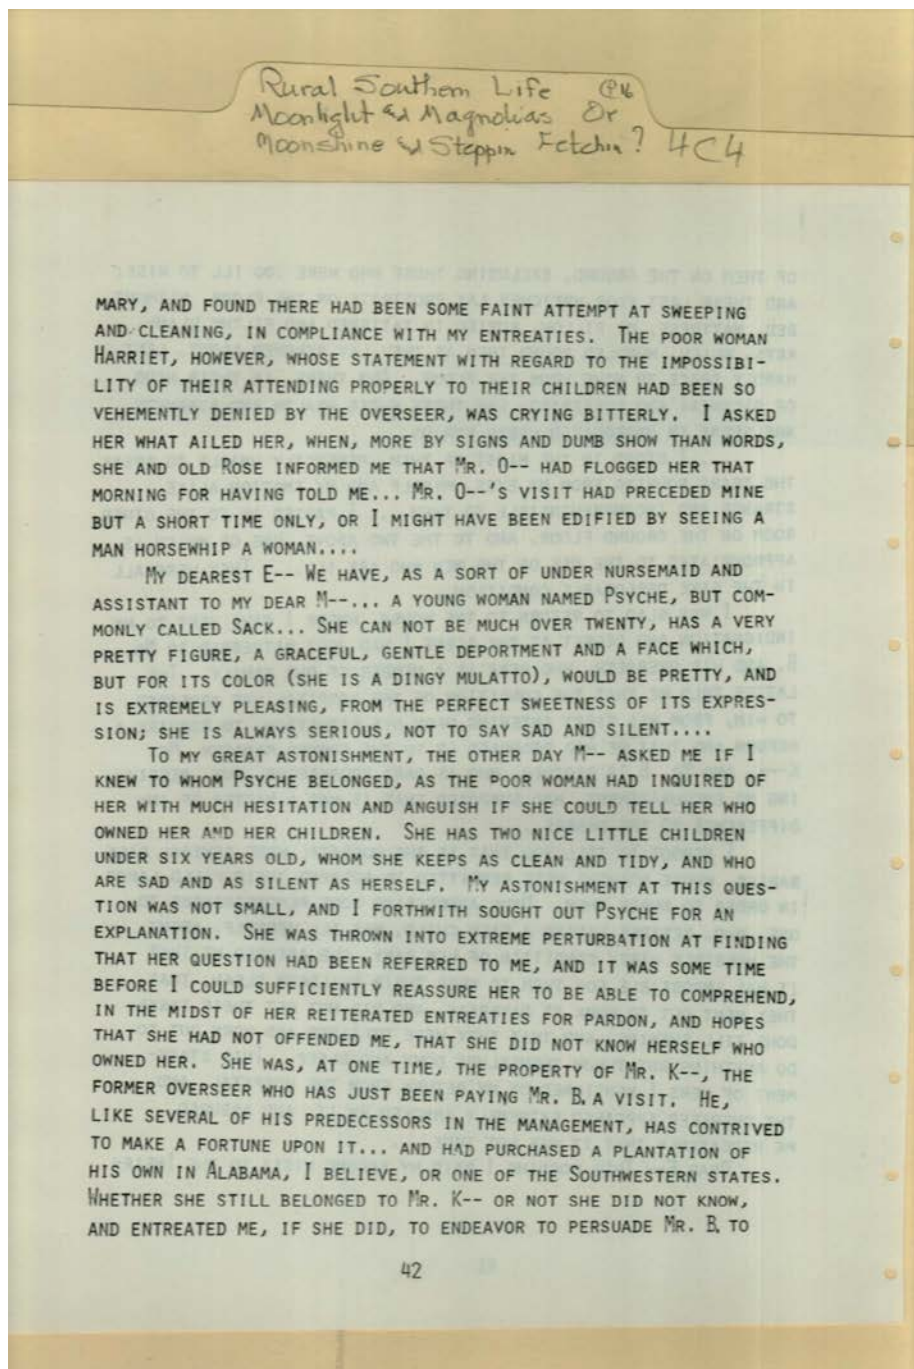 Rural Southern Life @16
Moonlight & Magnolias Or
Moonshine & Steppin Fetchin? 4C4
MARY, AND FOUND THERE HAD BEEN SOME FAINT ATTEMPT AT SWEEPING
AND CLEANING, IN COMPLIANCE WITH MY ENTREATIES. THE POOR WOMAN
HARRIET, HOWEVER, WHOSE STATEMENT WITH REGARD TO THE IMPOSSIBI-
LITY OF THEIR ATTENDING PROPERLY TO THEIR CHILDREN HAD BEEN SO
VEHEMENTLY DENIED BY THE OVERSEER, WAS CRYING BITTERLY. I ASKED
HER WHAT AILED HER, WHEN, MORE BY SIGNS AND DUMB SHOW THAN WORDS,
SHE AND OLD ROSE INFORMED ME THAT MR. O-- HAD FLOGGED HER THAT
MORNING FOR HAVING TOLD ME... MR. O--'S VISIT HAD PRECEDED MINE
BUT A SHORT TIME ONLY, OR I MIGHT HAVE BEEN EDIFIED BY SEEING A
MAN HORSEWHIP A WOMAN....
MY DEAREST E-- WE HAVE, AS A SORT OF UNDER NURSEMAID AND
ASSISTANT TO MY DEAR M--... A YOUNG WOMAN NAMED PSYCHE, BUT COM-
MONLY CALLED SACK... SHE CAN NOT BE MUCH OVER TWENTY, HAS A VERY
PRETTY FIGURE, A GRACEFUL, GENTLE DEPORTMENT AND A FACE WHICH,
BUT FOR ITS COLOR (SHE IS A DINGY MULATTO), WOULD BE PRETTY, AND
IS EXTREMELY PLEASING, FROM THE PERFECT SWEETNESS OF ITS EXPRES-
SION; SHE IS ALWAYS SERIOUS, NOT TO SAY SAD AND SILENT....
TO MY GREAT ASTONISHMENT, THE OTHER DAY M-- ASKED ME IF I
KNEW TO WHOM PSYCHE BELONGED, AS THE POOR WOMAN HAD INQUIRED OF
HER WITH MUCH HESITATION AND ANGUISH IF SHE COULD TELL HER WHO
OWNED HER AND HER CHILDREN. SHE HAS TWO NICE LITTLE CHILDREN
UNDER SIX YEARS OLD, WHOM SHE KEEPS AS CLEAN AND TIDY, AND WHO
ARE SAD AND AS SILENT AS HERSELF. MY ASTONISHMENT AT THIS QUES-
TION WAS NOT SMALL, AND I FORTHWITH SOUGHT OUT PSYCHE FOR AN
EXPLANATION. SHE WAS THROWN INTO EXTREME PERTURBATION AT FINDING
THAT HER QUESTION HAD BEEN REFERRED TO ME, AND IT WAS SOME TIME
BEFORE I COULD SUFFICIENTLY REASSURE HER TO BE ABLE TO COMPREHEND,
IN THE MIDST OF HER REITERATED ENTREATIES FOR PARDON, AND HOPES
THAT SHE HAD NOT OFFENDED ME, THAT SHE DID NOT KNOW HERSELF WHO
OWNED HER. SHE WAS, AT ONE TIME, THE PROPERTY OF MR. K--, THE
FORMER OVERSEER WHO HAS JUST BEEN PAYING MR. B. A VISIT. HE,
LIKE SEVERAL OF HIS PREDECESSORS IN THE MANAGEMENT, HAS CONTRIVED
TO MAKE A FORTUNE UPON IT... AND HAD PURCHASED A PLANTATION OF
HIS OWN IN ALABAMA, I BELIEVE, OR ONE OF THE SOUTHWESTERN STATES.
WHETHER SHE STILL BELONGED TO MR. K-- OR NOT SHE DID NOT KNOW,
AND ENTREATED ME, IF SHE DID, TO ENDEAVOR TO PERSUADE MR. B. TO
42